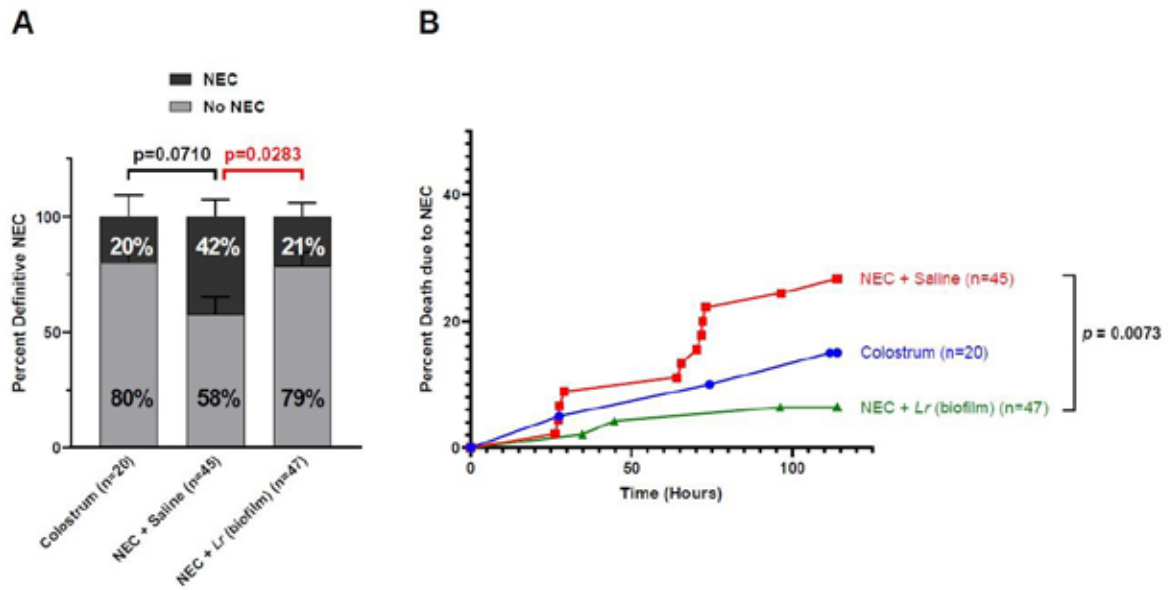 A
NEC
No NEC
p=0.0710
p=0.0283
Percent Definitive NEC
100
50
0
20%
42%
21%
80%
58%
79%
Colostrum (n=20)
NEC + Saline (n=45)
NEC + Lr (biofilm) (n=47)
B
Percent Death due to NEC
40
20
0
0
50
100
Time (Hours)
NEC + Saline (n=45)
Colostrum (n=20)
NEC + Lr (biofilm) (n=47)
p = 0.0073